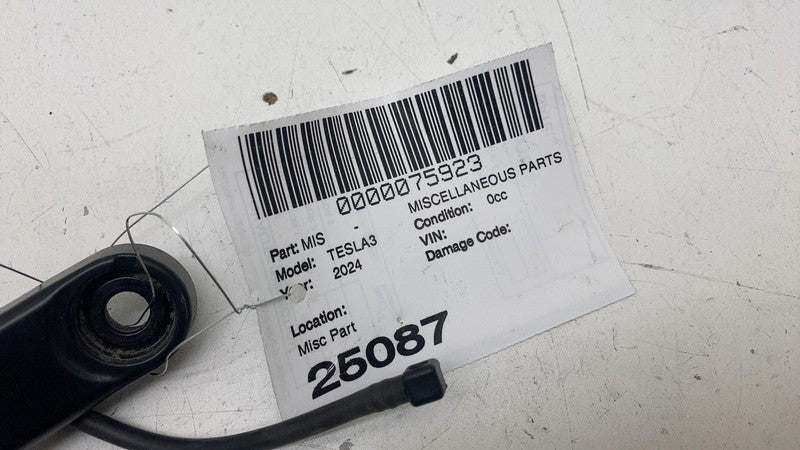 0000075923
Part: MIS - MISCELLANEOUS PARTS
Model: TESLA3 Condition: 0cc
Year: 2024 VIN:
Damage Code:
Location:
Misc Part
25087